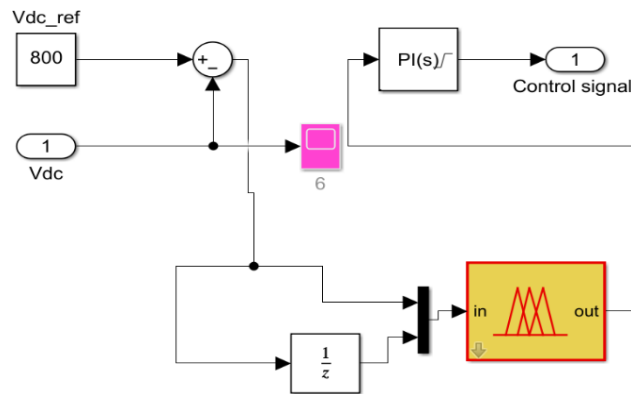 Vdc_ref
800
+
−
PI(s)
1
Control signal
1
Vdc
6
in
out
1
z